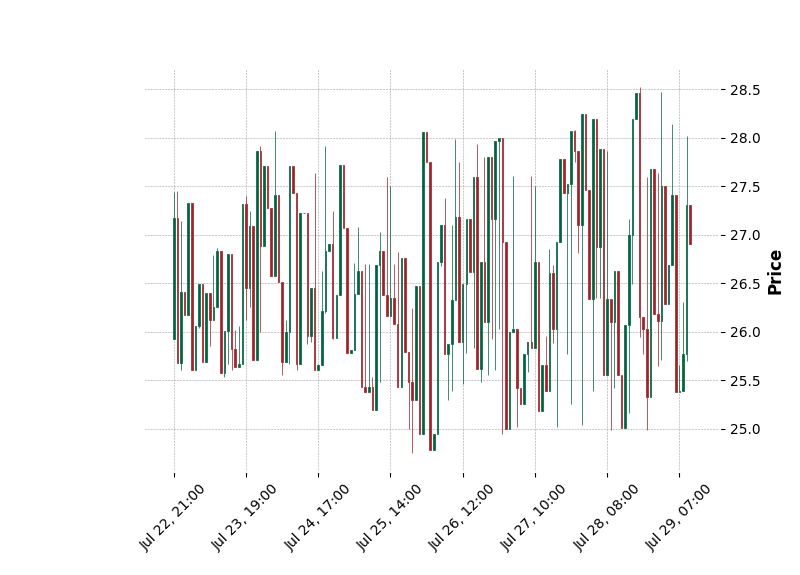 28.5
28.0
27.5
27.0
26.5
26.0
25.5
25.0
Price
Jul 22, 21:00
Jul 23, 19:00
Jul 24, 17:00
Jul 25, 14:00
Jul 26, 12:00
Jul 27, 10:00
Jul 28, 08:00
Jul 29, 07:00